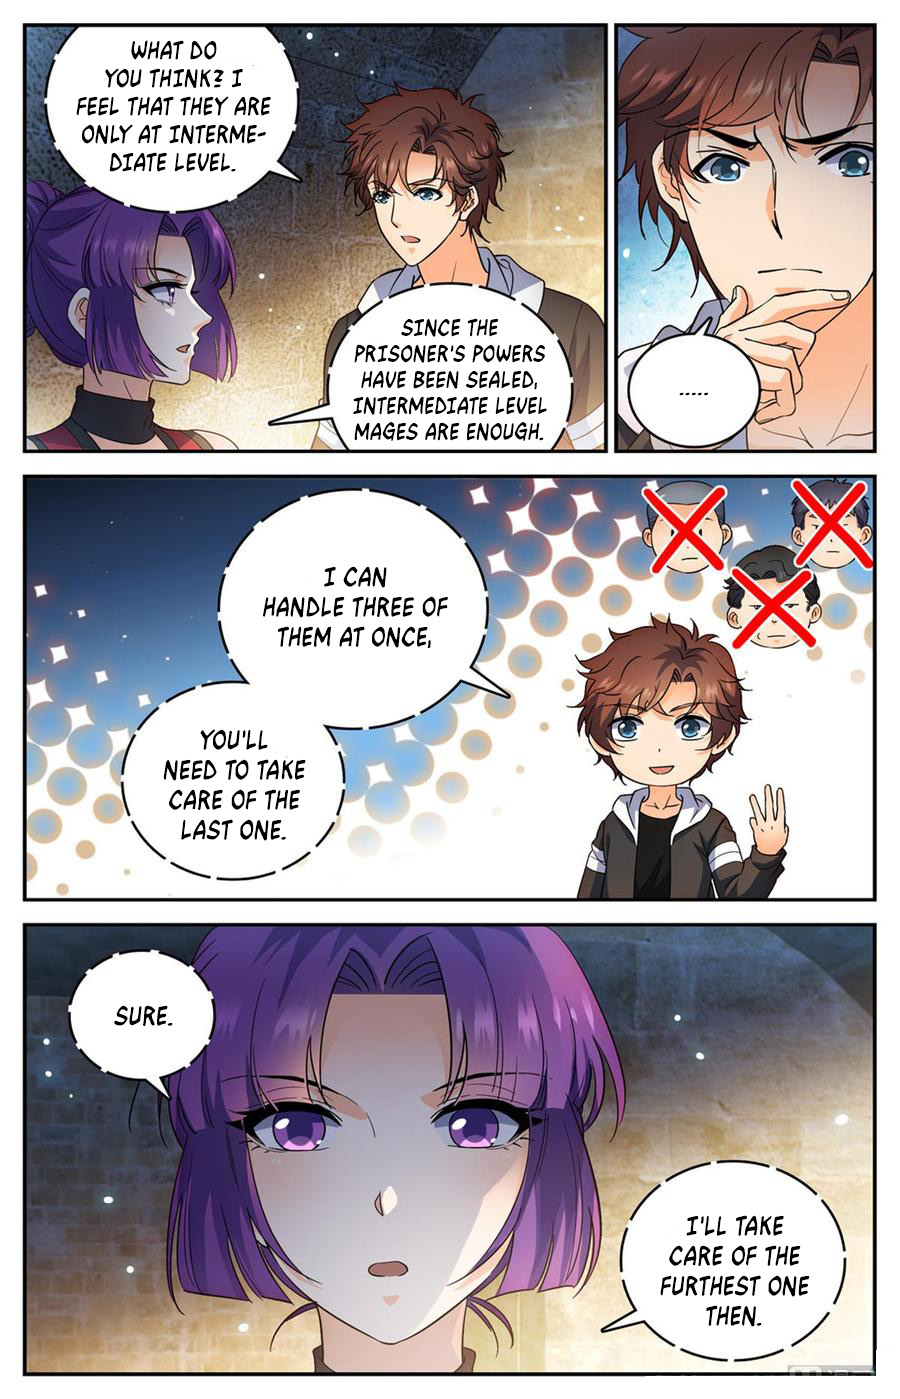 WHAT DO
YOU THINK? I
FEEL THAT THEY ARE
ONLY AT INTERME-
DIATE LEVEL.
SINCE THE
PRISONER'S POWERS
HAVE BEEN SEALED,
INTERMEDIATE LEVEL
MAGES ARE ENOUGH.
.....
I CAN
HANDLE THREE OF
THEM AT ONCE,
YOU'LL
NEED TO TAKE
CARE OF THE
LAST ONE.
SURE.
I'LL TAKE
CARE OF THE
FURTHEST ONE
THEN.